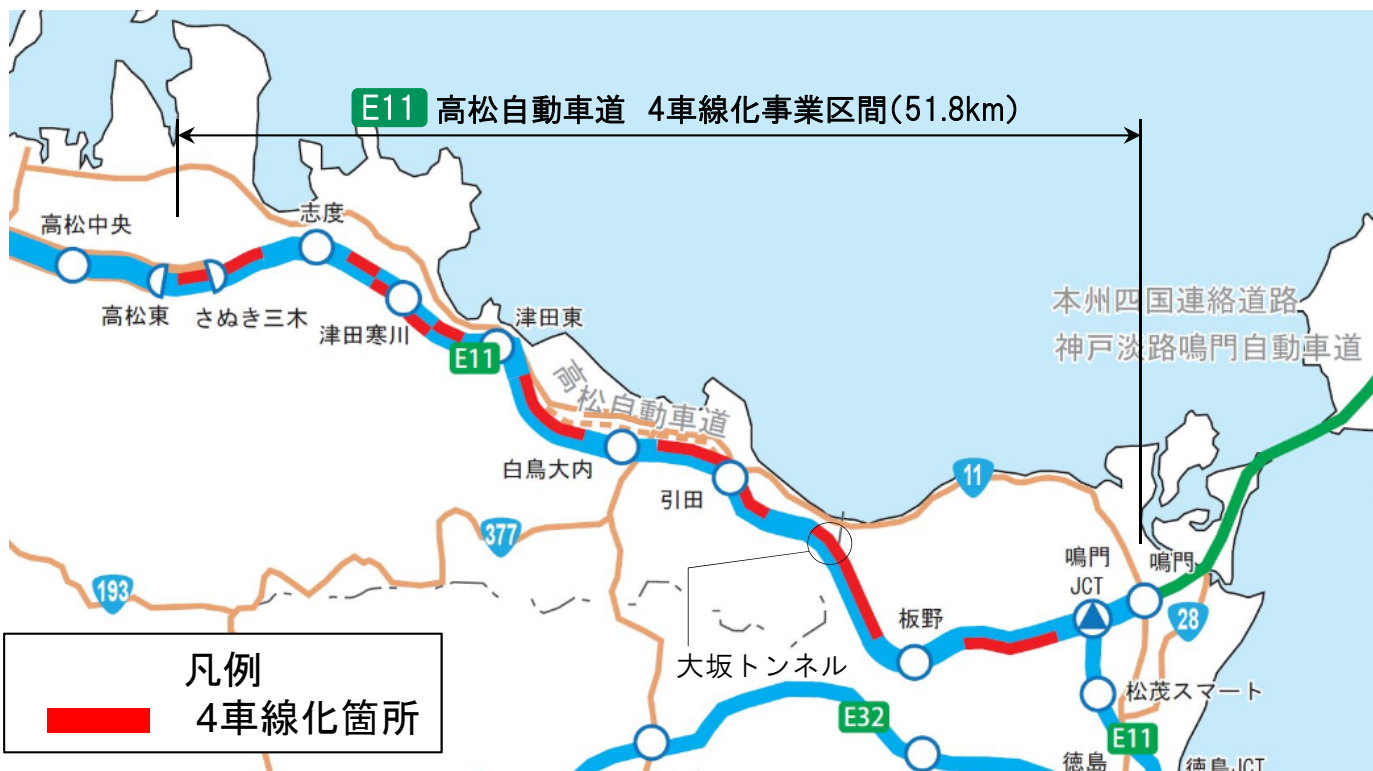 E11 高松自動車道 4車線化事業区間(51.8km)
志度
高松中央
高松東
さぬき三木
津田寒川
津田東
E11
高松自動車道
本州四国連絡道路
神戸淡路鳴門自動車道
白鳥大内
引田
11
377
193
鳴門
JCT
鳴門
28
板野
大坂トンネル
松茂スマート
E32
E11
徳島
徳島JCT
凡例
4車線化箇所